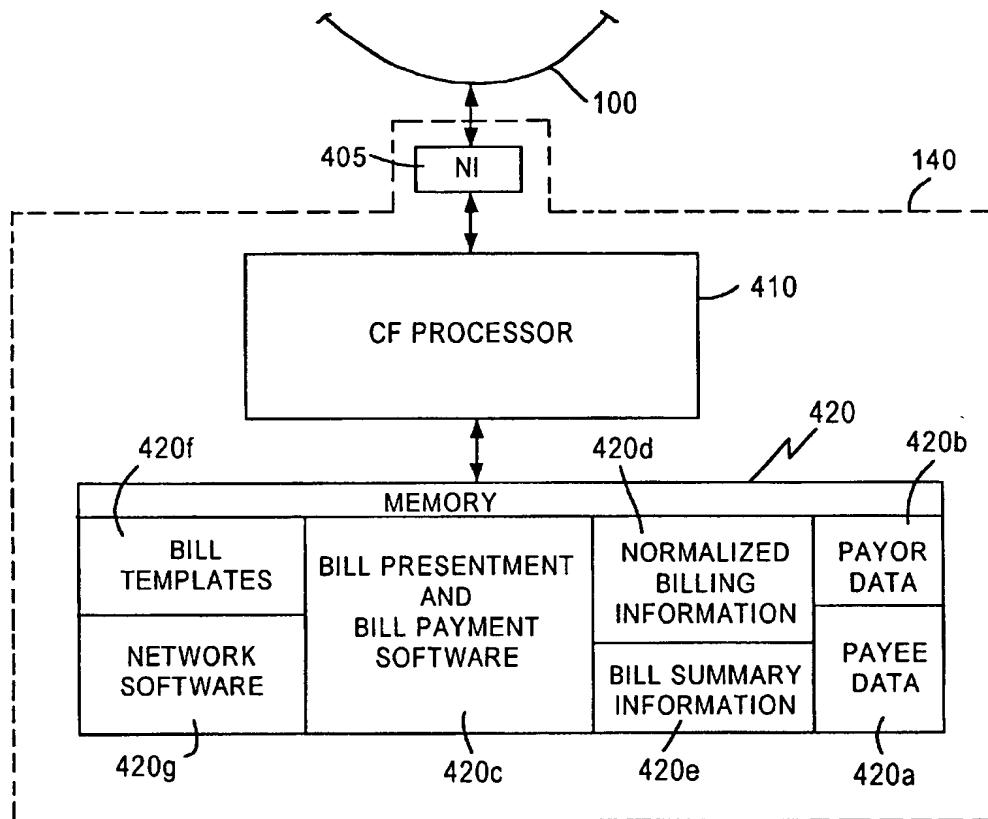 100
405
NI
140
410
CF PROCESSOR
420
420f
420d
420b
MEMORY
BILL
TEMPLATES
BILL PRESENTMENT
AND
BILL PAYMENT
SOFTWARE
NORMALIZED
BILLING
INFORMATION
PAYOR
DATA
NETWORK
SOFTWARE
BILL SUMMARY
INFORMATION
PAYEE
DATA
420g
420c
420e
420a